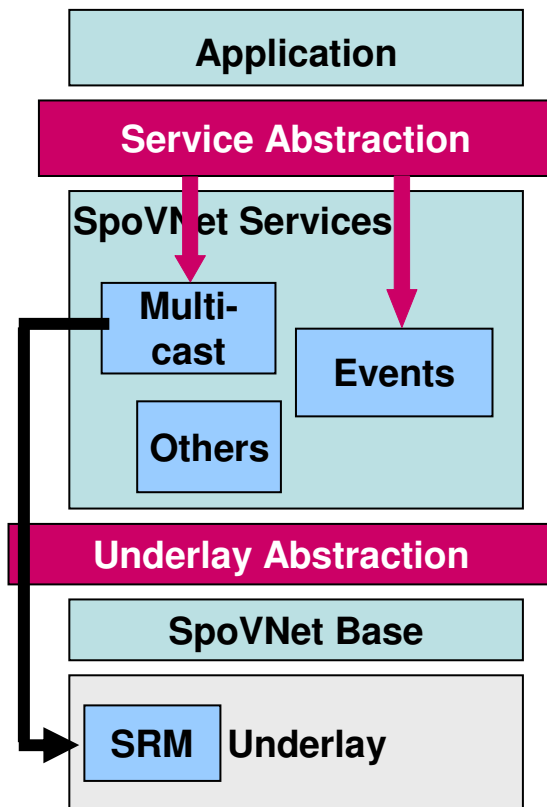 Application
Service Abstraction
SpoVNet Services
Multi-
cast
Events
Others
Underlay Abstraction
SpoVNet Base
SRM
Underlay